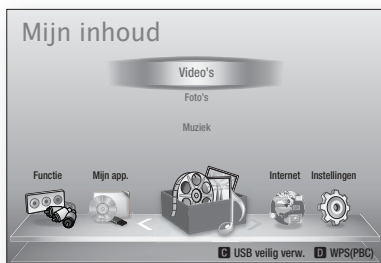 Mijn inhoud
Video's
Foto's
Muziek
Functie Mijn app. Internet Instellingen
C USB veilig verw. D WPS(PBC)